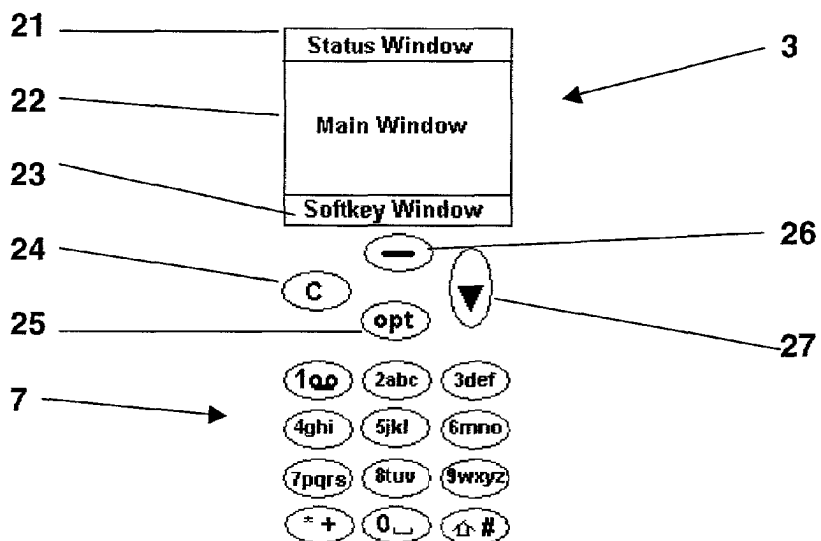 21
Status Window
3
22
Main Window
23
Softkey Window
24
26
C
25
opt
27
7
1 2abc 3def
4ghi 5jkl 6mno
7pqrs 8tuv 9wxyz
* + 0 #